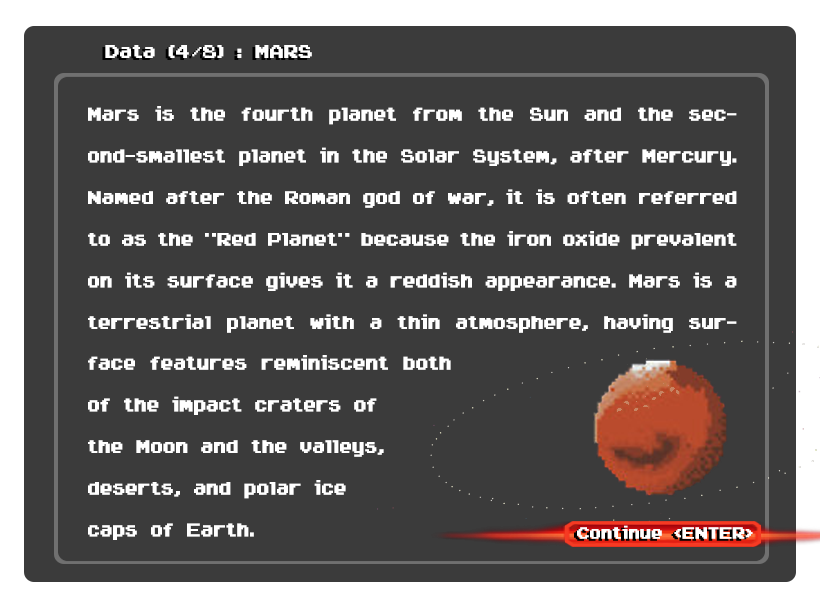 Data (4/8) : MARS
Mars is the fourth planet from the Sun and the sec-
ond-smallest planet in the Solar System, after Mercury.
Named after the Roman god of war, it is often referred
to as the "Red Planet" because the iron oxide prevalent
on its surface gives it a reddish appearance. Mars is a
terrestrial planet with a thin atmosphere, having sur-
face features reminiscent both
of the impact craters of
the Moon and the valleys,
deserts, and polar ice
caps of Earth.
Continue <ENTER>